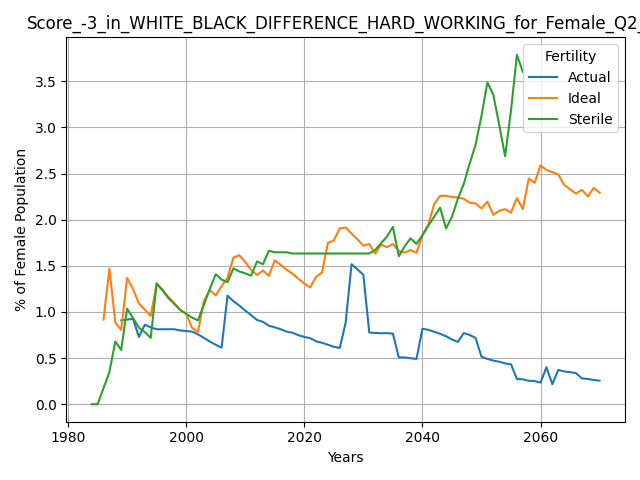 Score_-3_in_WHITE_BLACK_DIFFERENCE_HARD_WORKING_for_Female_Q2_
Fertility
Actual
Ideal
Sterile
% of Female Population
3.5
3.0
2.5
2.0
1.5
1.0
0.5
0.0
1980
2000
2020
2040
2060
Years